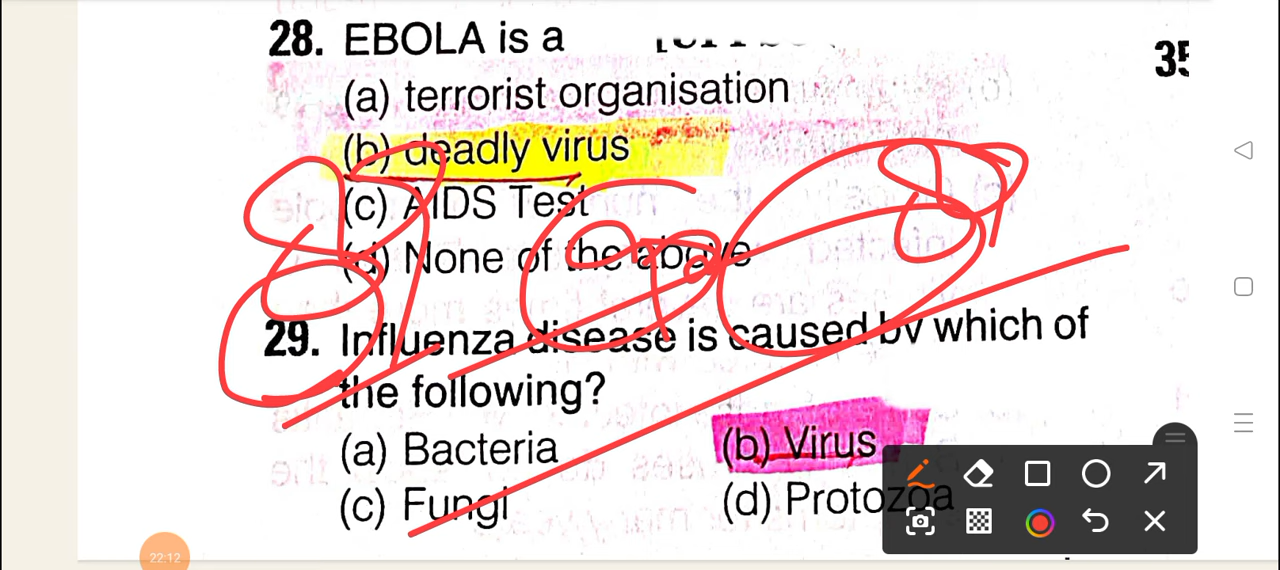 28. EBOLA is a
35
(a) terrorist organisation
(b) deadly virus
(c) AIDS Test
(d) None of the above
29. Influenza disease is caused by which of
the following?
(a) Bacteria
(b) Virus
(c) Fungi
(d) Protozoa
22:12